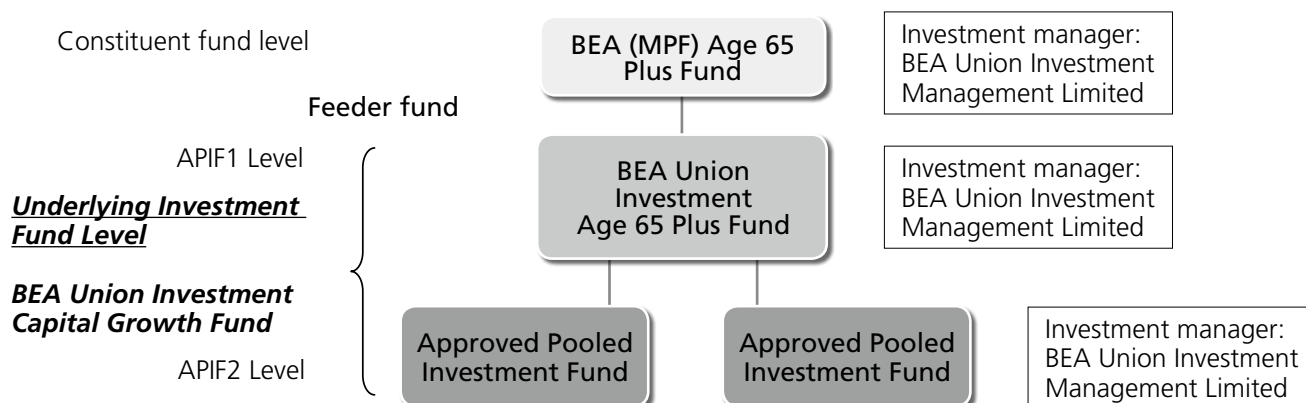 Constituent fund level
BEA (MPF) Age 65
Plus Fund
Investment manager:
BEA Union Investment
Management Limited
Feeder fund
APIF1 Level
BEA Union
Investment
Age 65 Plus Fund
Investment manager:
BEA Union Investment
Management Limited
Underlying Investment
Fund Level
BEA Union Investment
Capital Growth Fund
APIF2 Level
Approved Pooled
Investment Fund
Approved Pooled
Investment Fund
Investment manager:
BEA Union Investment
Management Limited